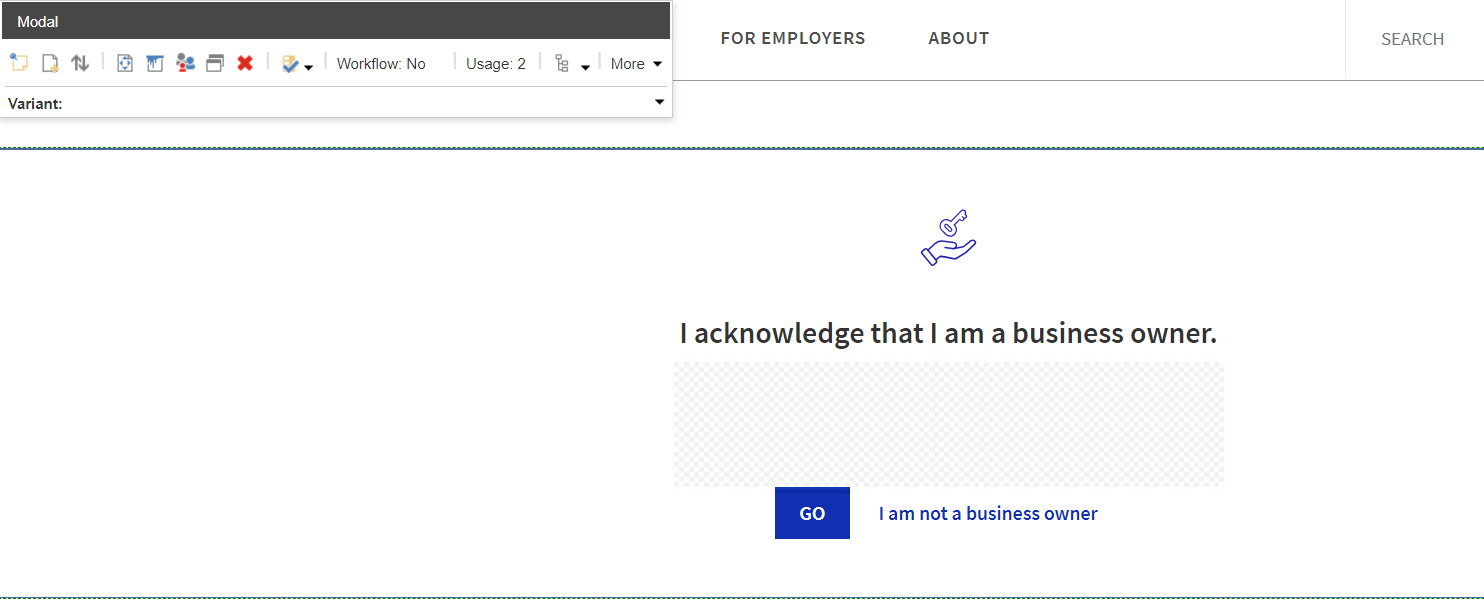 Modal
FOR EMPLOYERS ABOUT SEARCH
Workflow: No Usage: 2 More
Variant:
I acknowledge that I am a business owner.
GO I am not a business owner